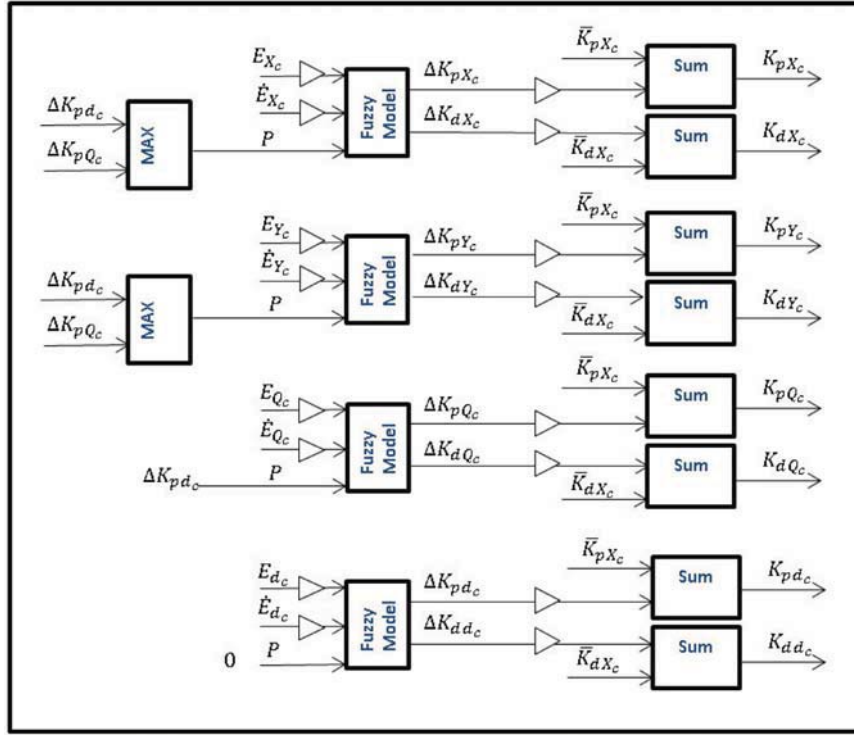 E_{X_c} ΔK_{pX_c} K̄_{pX_c} Sum K_{pX_c}
ΔK_{pd_c} Ė_{X_c} Fuzzy Model ΔK_{dX_c} Sum K_{dX_c}
ΔK_{pQ_c} MAX P K̄_{dX_c}
E_{Y_c} ΔK_{pY_c} K̄_{pX_c} Sum K_{pY_c}
ΔK_{pd_c} Ė_{Y_c} Fuzzy Model ΔK_{dY_c} Sum K_{dY_c}
ΔK_{pQ_c} MAX P K̄_{dX_c}
E_{Q_c} ΔK_{pQ_c} K̄_{pX_c} Sum K_{pQ_c}
Ė_{Q_c} Fuzzy Model ΔK_{dQ_c} Sum K_{dQ_c}
ΔK_{pd_c} P K̄_{dX_c}
E_{d_c} ΔK_{pd_c} K̄_{pX_c} Sum K_{pd_c}
Ė_{d_c} Fuzzy Model ΔK_{dd_c} Sum K_{dd_c}
0 P K̄_{dX_c}